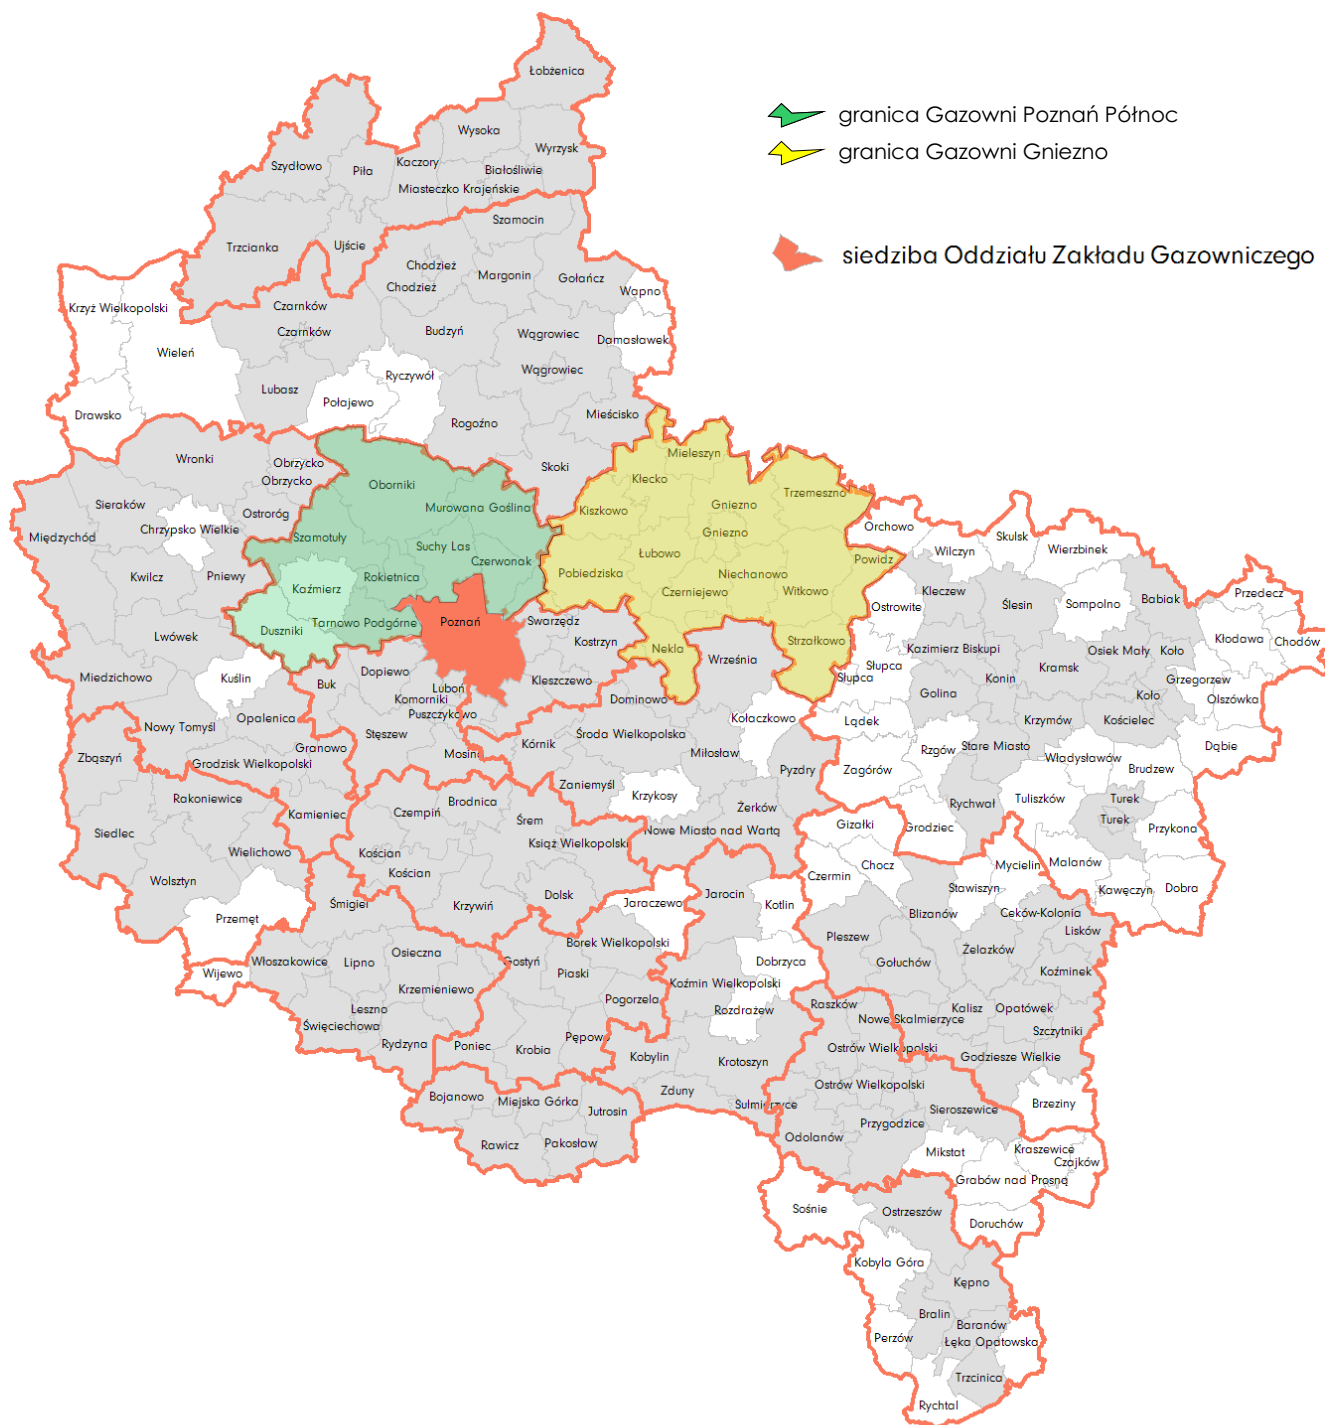 Łobżenica
granica Gazowni Poznań Północ
granica Gazowni Gniezno
siedziba Oddziału Zakładu Gazowniczego
Wysoka
Wyrzysk
Szydłowo
Piła
Kaczory
Białośliwie
Miasteczko Krajeńskie
Szamocin
Trzcianka
Ujście
Chodzież
Chodzież
Margonin
Gołańcz
Wapno
Krzyż Wielkopolski
Czarnków
Czarnków
Budzyń
Wągrowiec
Damasławek
Wieleń
Wągrowiec
Lubasz
Ryczywół
Połajewo
Drawsko
Rogoźno
Mieścisko
Wronki
Obrzycko
Obrzycko
Skoki
Mieleszyn
Kłecko
Oborniki
Trzemeszno
Sieraków
Ostroróg
Murowana Goślina
Kiszkowo
Gniezno
Gniezno
Orchowo
Międzychód
Chrzypsko Wielkie
Szamotuły
Suchy Las
Czerwonak
Łubowo
Wilczyn
Skulsk
Wierzbinek
Powidz
Kwilcz
Pniewy
Kaźmierz
Rokietnica
Pobiedziska
Niechanowo
Czerniejewo
Witkowo
Kleczew
Ślesin
Sompolno
Babiak
Przedecz
Ostrowite
Lwówek
Duszniki
Tarnowo Podgórne
Poznań
Swarzędz
Kostrzyn
Nekla
Września
Strzałkowo
Kłodawa
Chodów
Kazimierz Biskupi
Osiek Mały
Koło
Słupca
Słupca
Kramsk
Konin
Grzegorzew
Miedzichowo
Kuślin
Buk
Dopiewo
Luboń
Komorniki
Puszczykowo
Kleszczewo
Dominowo
Golina
Koło
Olszówka
Nowy Tomyśl
Opalenica
Kołaczkowo
Lądek
Krzymów
Kościelec
Stęszew
Mosina
Kórnik
Środa Wielkopolska
Miłosław
Rzgów
Stare Miasto
Dąbie
Zbąszyń
Granowo
Grodzisk Wielkopolski
Zagórów
Władysławów
Brudzew
Pyzdry
Zaniemyśl
Krzykosy
Rakoniewice
Kamieniec
Czempiń
Brodnica
Śrem
Żerków
Rychwał
Tuliszków
Turek
Turek
Przykona
Siedlec
Nowe Miasto nad Wartą
Gizałki
Grodziec
Wielichowo
Kościan
Kościan
Książ Wielkopolski
Chocz
Czermin
Mycielin
Malanów
Stawiszyn
Kawęczyn
Dobra
Wolsztyn
Dolsk
Jarocin
Śmigiel
Krzywiń
Jaraczewo
Kotlin
Blizanów
Ceków-Kolonia
Lisków
Przemęt
Pleszew
Borek Wielkopolski
Osieczna
Żelazków
Włoszakowice
Lipno
Gostyń
Dobrzyca
Gołuchów
Wijewo
Piaski
Koźminek
Krzemieniewo
Koźmin Wielkopolski
Pogorzela
Raszków
Leszno
Rozdrażew
Kalisz
Opatówek
Święciechowa
Nowe Skalmierzyce
Szczytniki
Rydzyna
Poniec
Krobia
Pępowo
Kobylin
Krotoszyn
Ostrów Wielkopolski
Godziesze Wielkie
Ostrów Wielkopolski
Bojanowo
Miejska Górka
Zduny
Jutrosin
Sulmierzyce
Sieroszewice
Brzeziny
Przygodzice
Rawicz
Pakosław
Odolanów
Mikstat
Kraszewice
Czajków
Grabów nad Prosną
Sośnie
Ostrzeszów
Doruchów
Kobyla Góra
Kępno
Bralin
Baranów
Perzów
Łęka Opatowska
Trzcinica
Rychtal